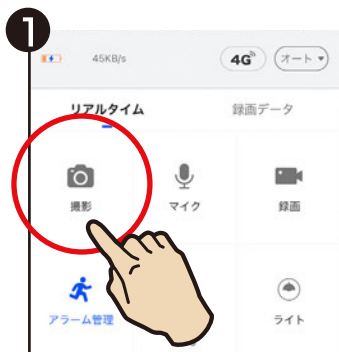 1
45KB/s 4G オート
リアルタイム 録画データ
撮影 マイク 録画
アラーム管理 ライト